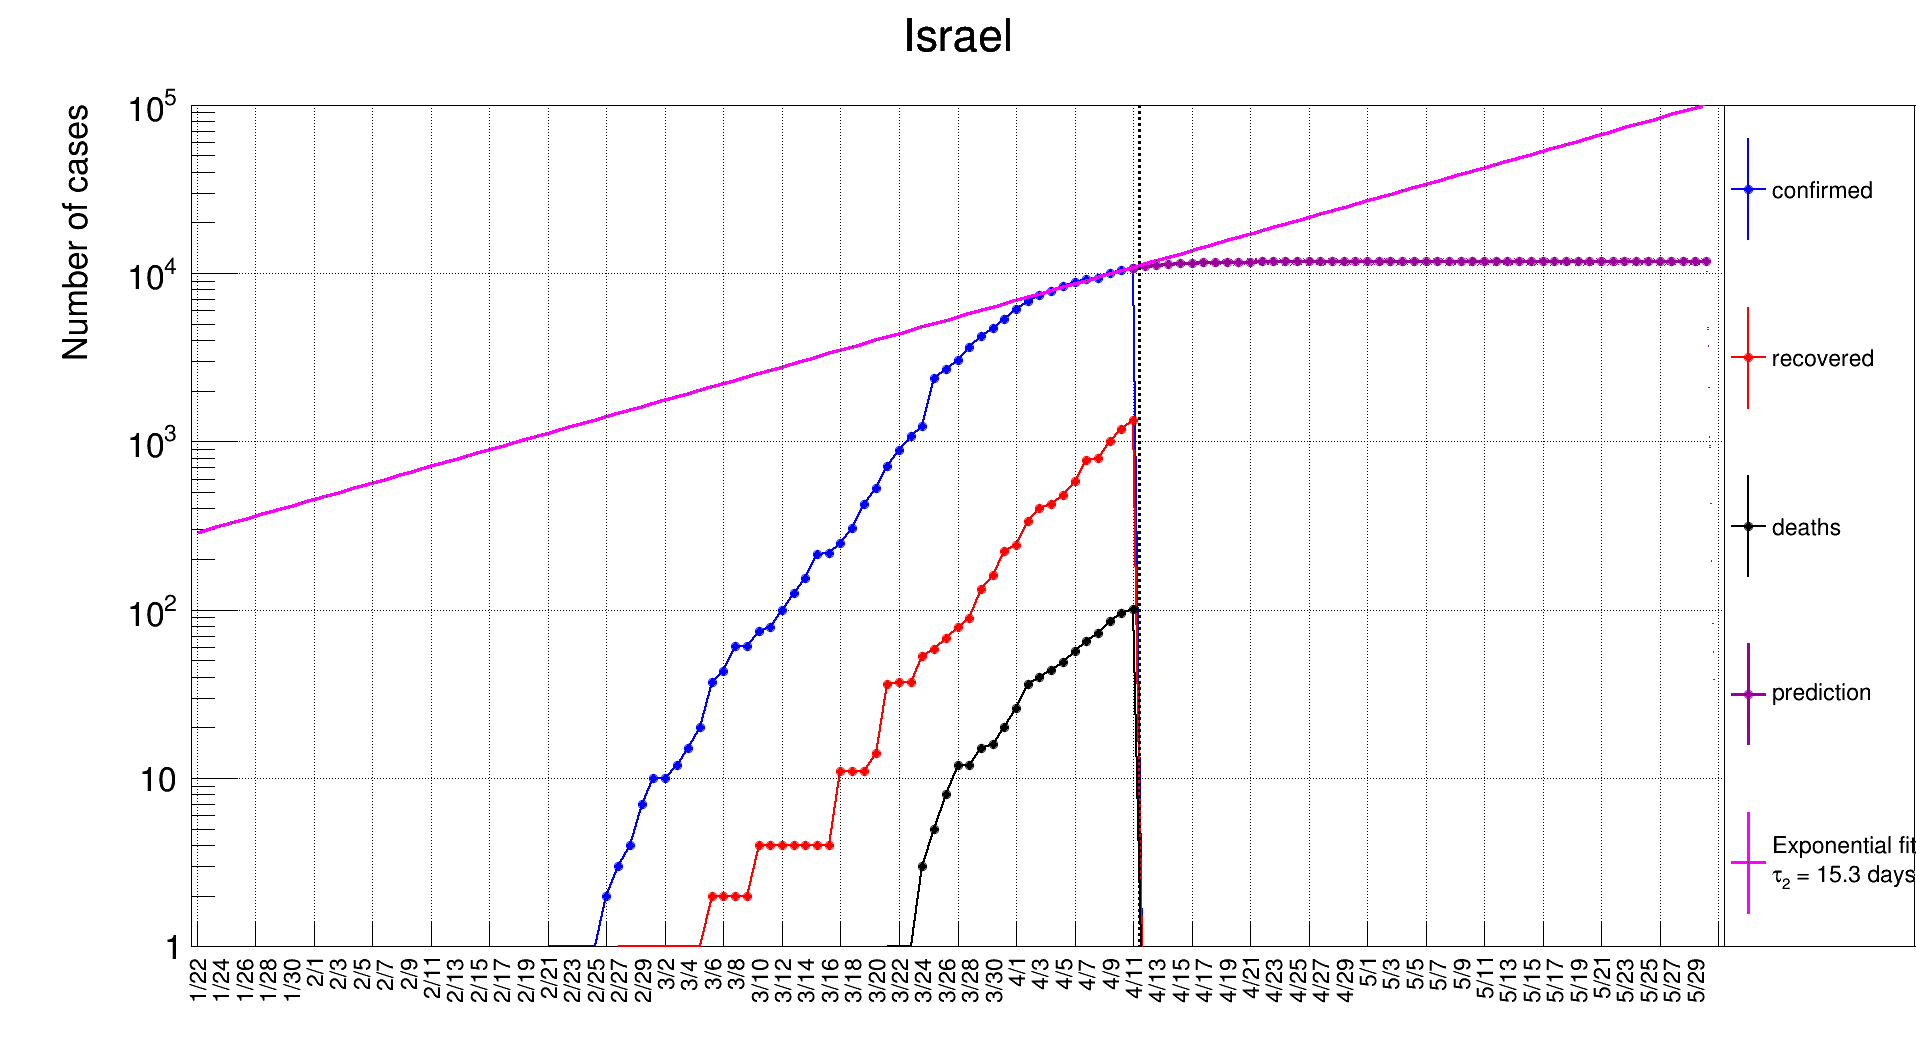 Israel
Number of cases
10^5
10^4
10^3
10^2
10
1
1/22 1/24 1/26 1/28 1/30 2/1 2/3 2/5 2/7 2/9 2/11 2/13 2/15 2/17 2/19 2/21 2/23 2/25 2/27 2/29 3/2 3/4 3/6 3/8 3/10 3/12 3/14 3/16 3/18 3/20 3/22 3/24 3/26 3/28 3/30 4/1 4/3 4/5 4/7 4/9 4/11 4/13 4/15 4/17 4/19 4/21 4/23 4/25 4/27 4/29 5/1 5/3 5/5 5/7 5/9 5/11 5/13 5/15 5/17 5/19 5/21 5/23 5/25 5/27 5/29
confirmed
recovered
deaths
prediction
Exponential fit
τ₂ = 15.3 days